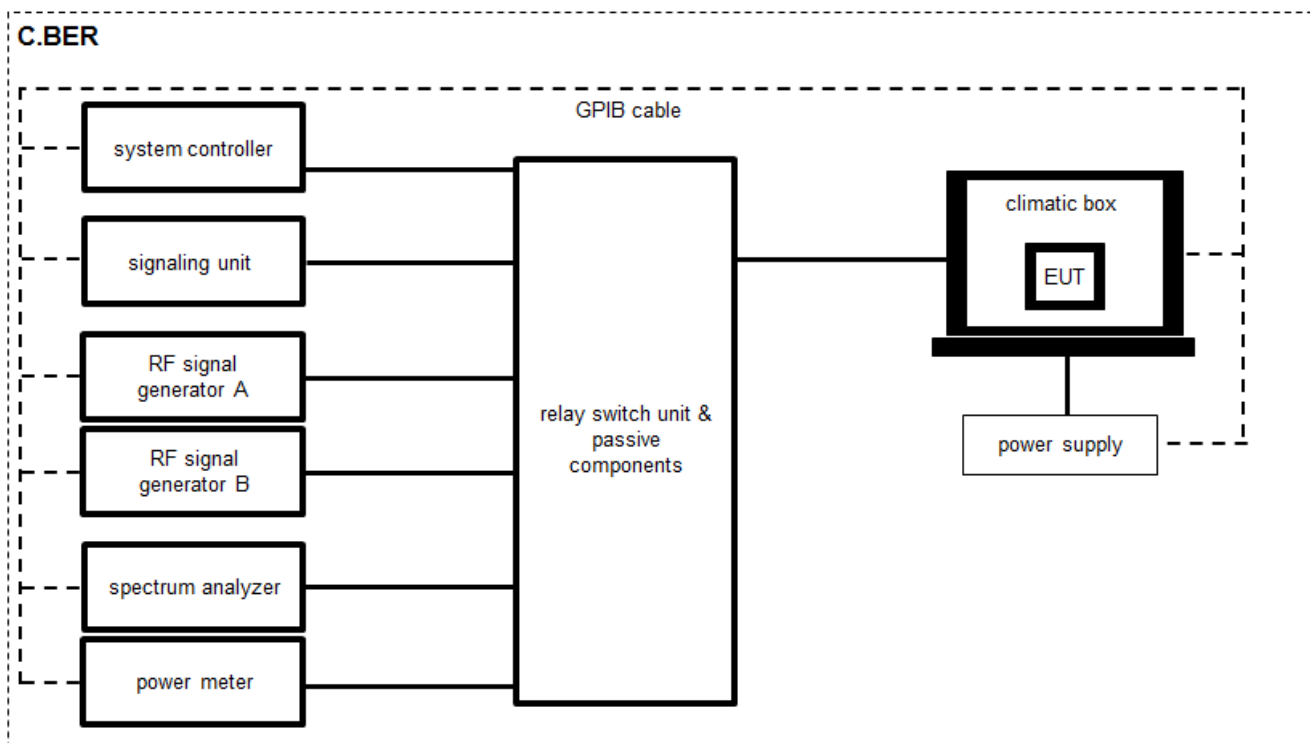 C.BER
GPIB cable
system controller
signaling unit
RF signal
generator A
RF signal
generator B
spectrum analyzer
power meter
relay switch unit &
passive
components
climatic box
EUT
power supply